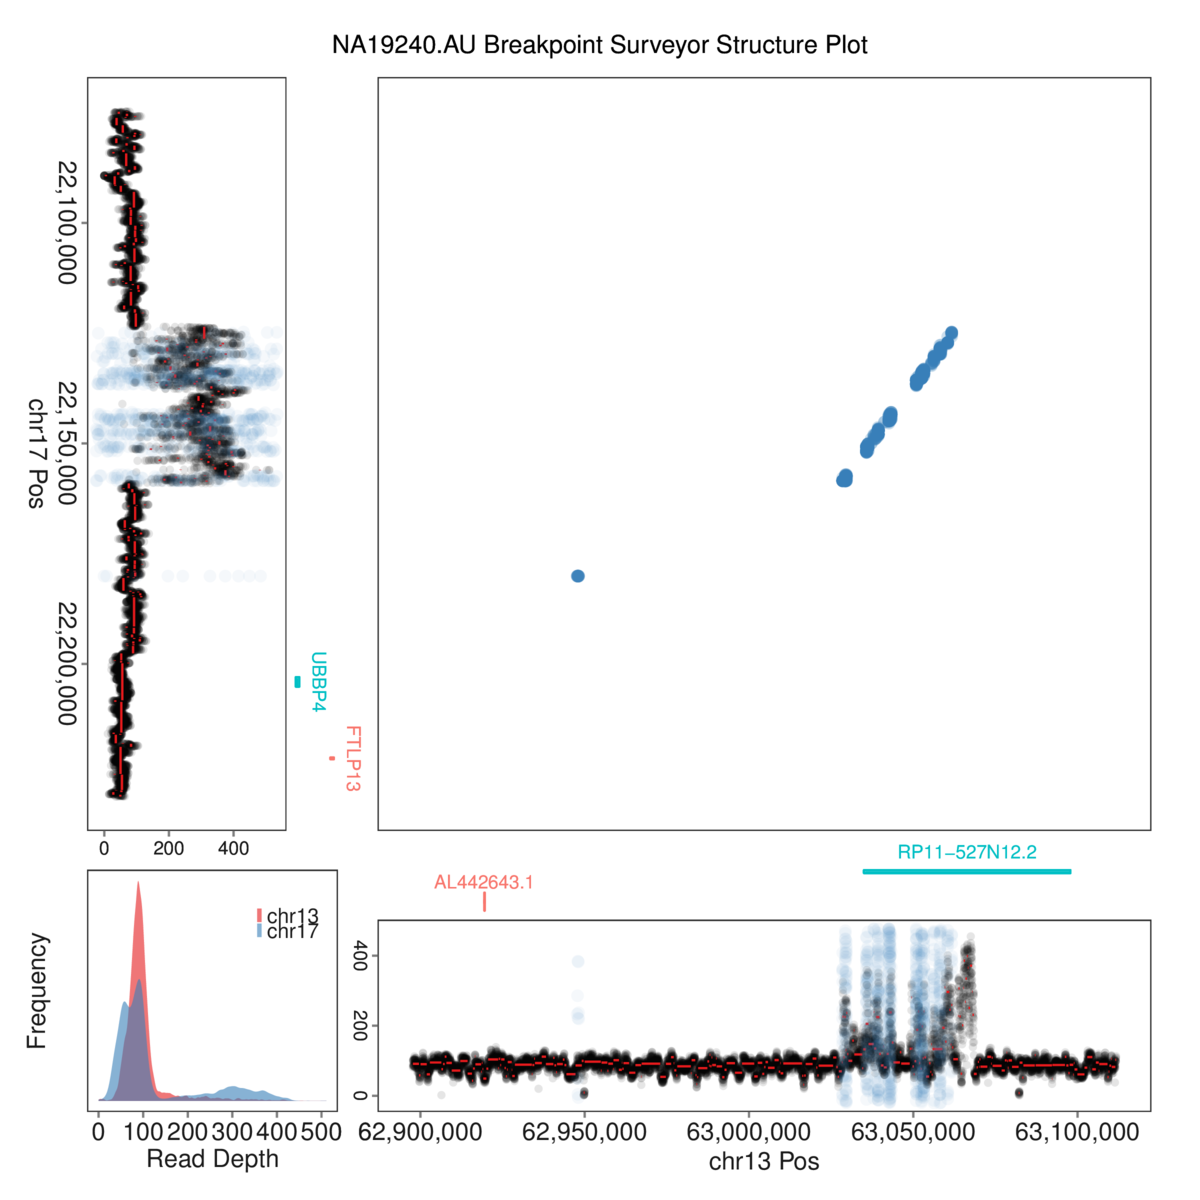 NA19240.AU Breakpoint Surveyor Structure Plot
22,100,000
22,150,000
22,200,000
chr17 Pos
0 200 400
UBBP4
FTLP13
RP11−527N12.2
AL442643.1
chr13
chr17
Frequency
0 100 200 300 400 500
Read Depth
400
200
0
62,900,000 62,950,000 63,000,000 63,050,000 63,100,000
chr13 Pos